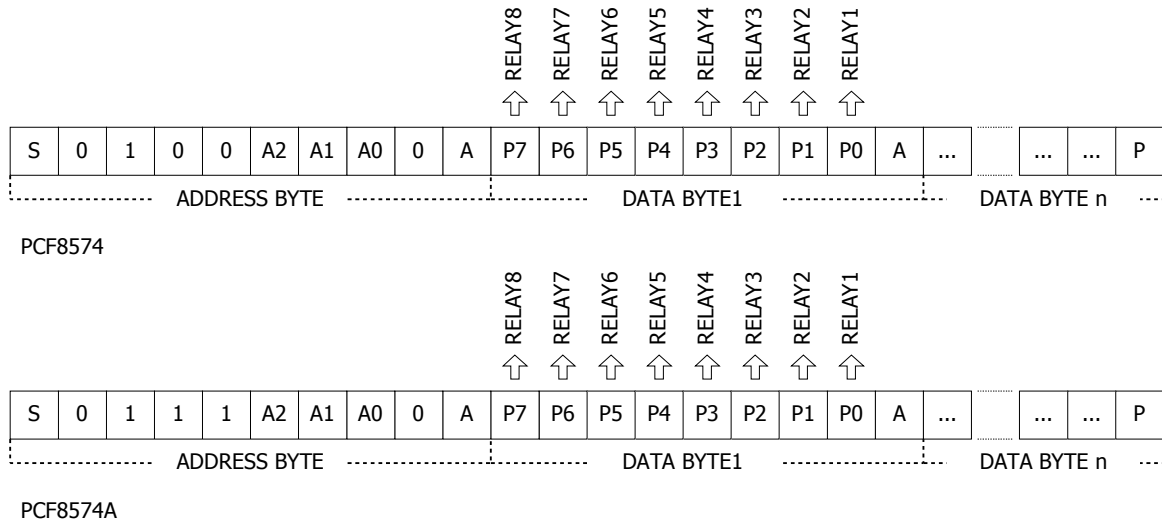 RELAY8 RELAY7 RELAY6 RELAY5 RELAY4 RELAY3 RELAY2 RELAY1
S 0 1 0 0 A2 A1 A0 0 A P7 P6 P5 P4 P3 P2 P1 P0 A ... ... ... P
ADDRESS BYTE DATA BYTE1 DATA BYTE n
PCF8574
RELAY8 RELAY7 RELAY6 RELAY5 RELAY4 RELAY3 RELAY2 RELAY1
S 0 1 1 1 A2 A1 A0 0 A P7 P6 P5 P4 P3 P2 P1 P0 A ... ... ... P
ADDRESS BYTE DATA BYTE1 DATA BYTE n
PCF8574A